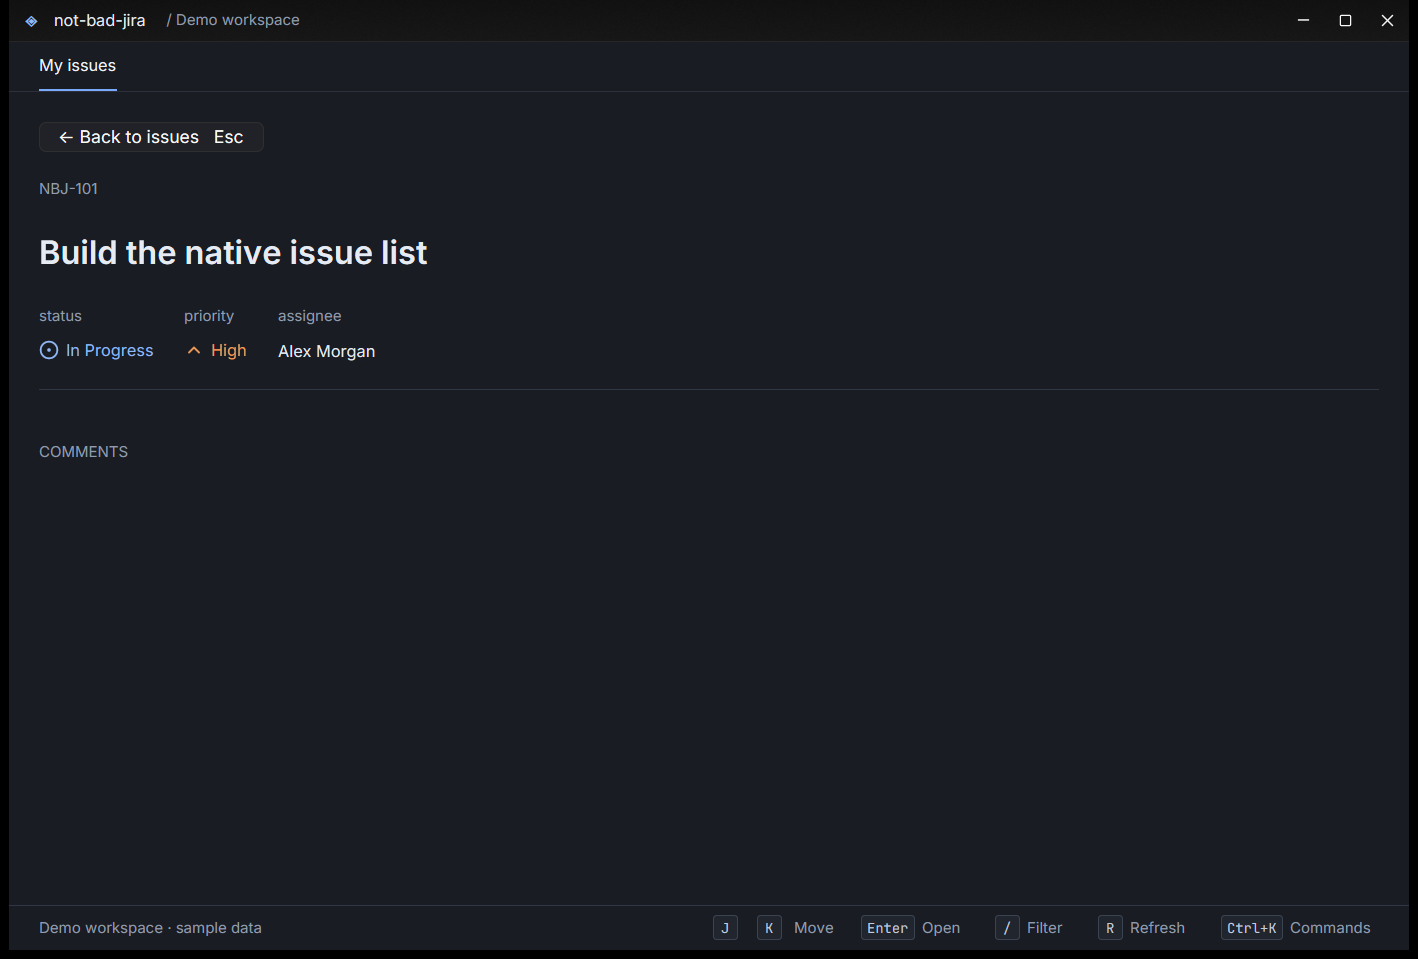 not-bad-jira / Demo workspace
My issues
← Back to issues Esc
NBJ-101
Build the native issue list
status priority assignee
In Progress High Alex Morgan
COMMENTS
Demo workspace · sample data J K Move Enter Open / Filter R Refresh Ctrl+K Commands